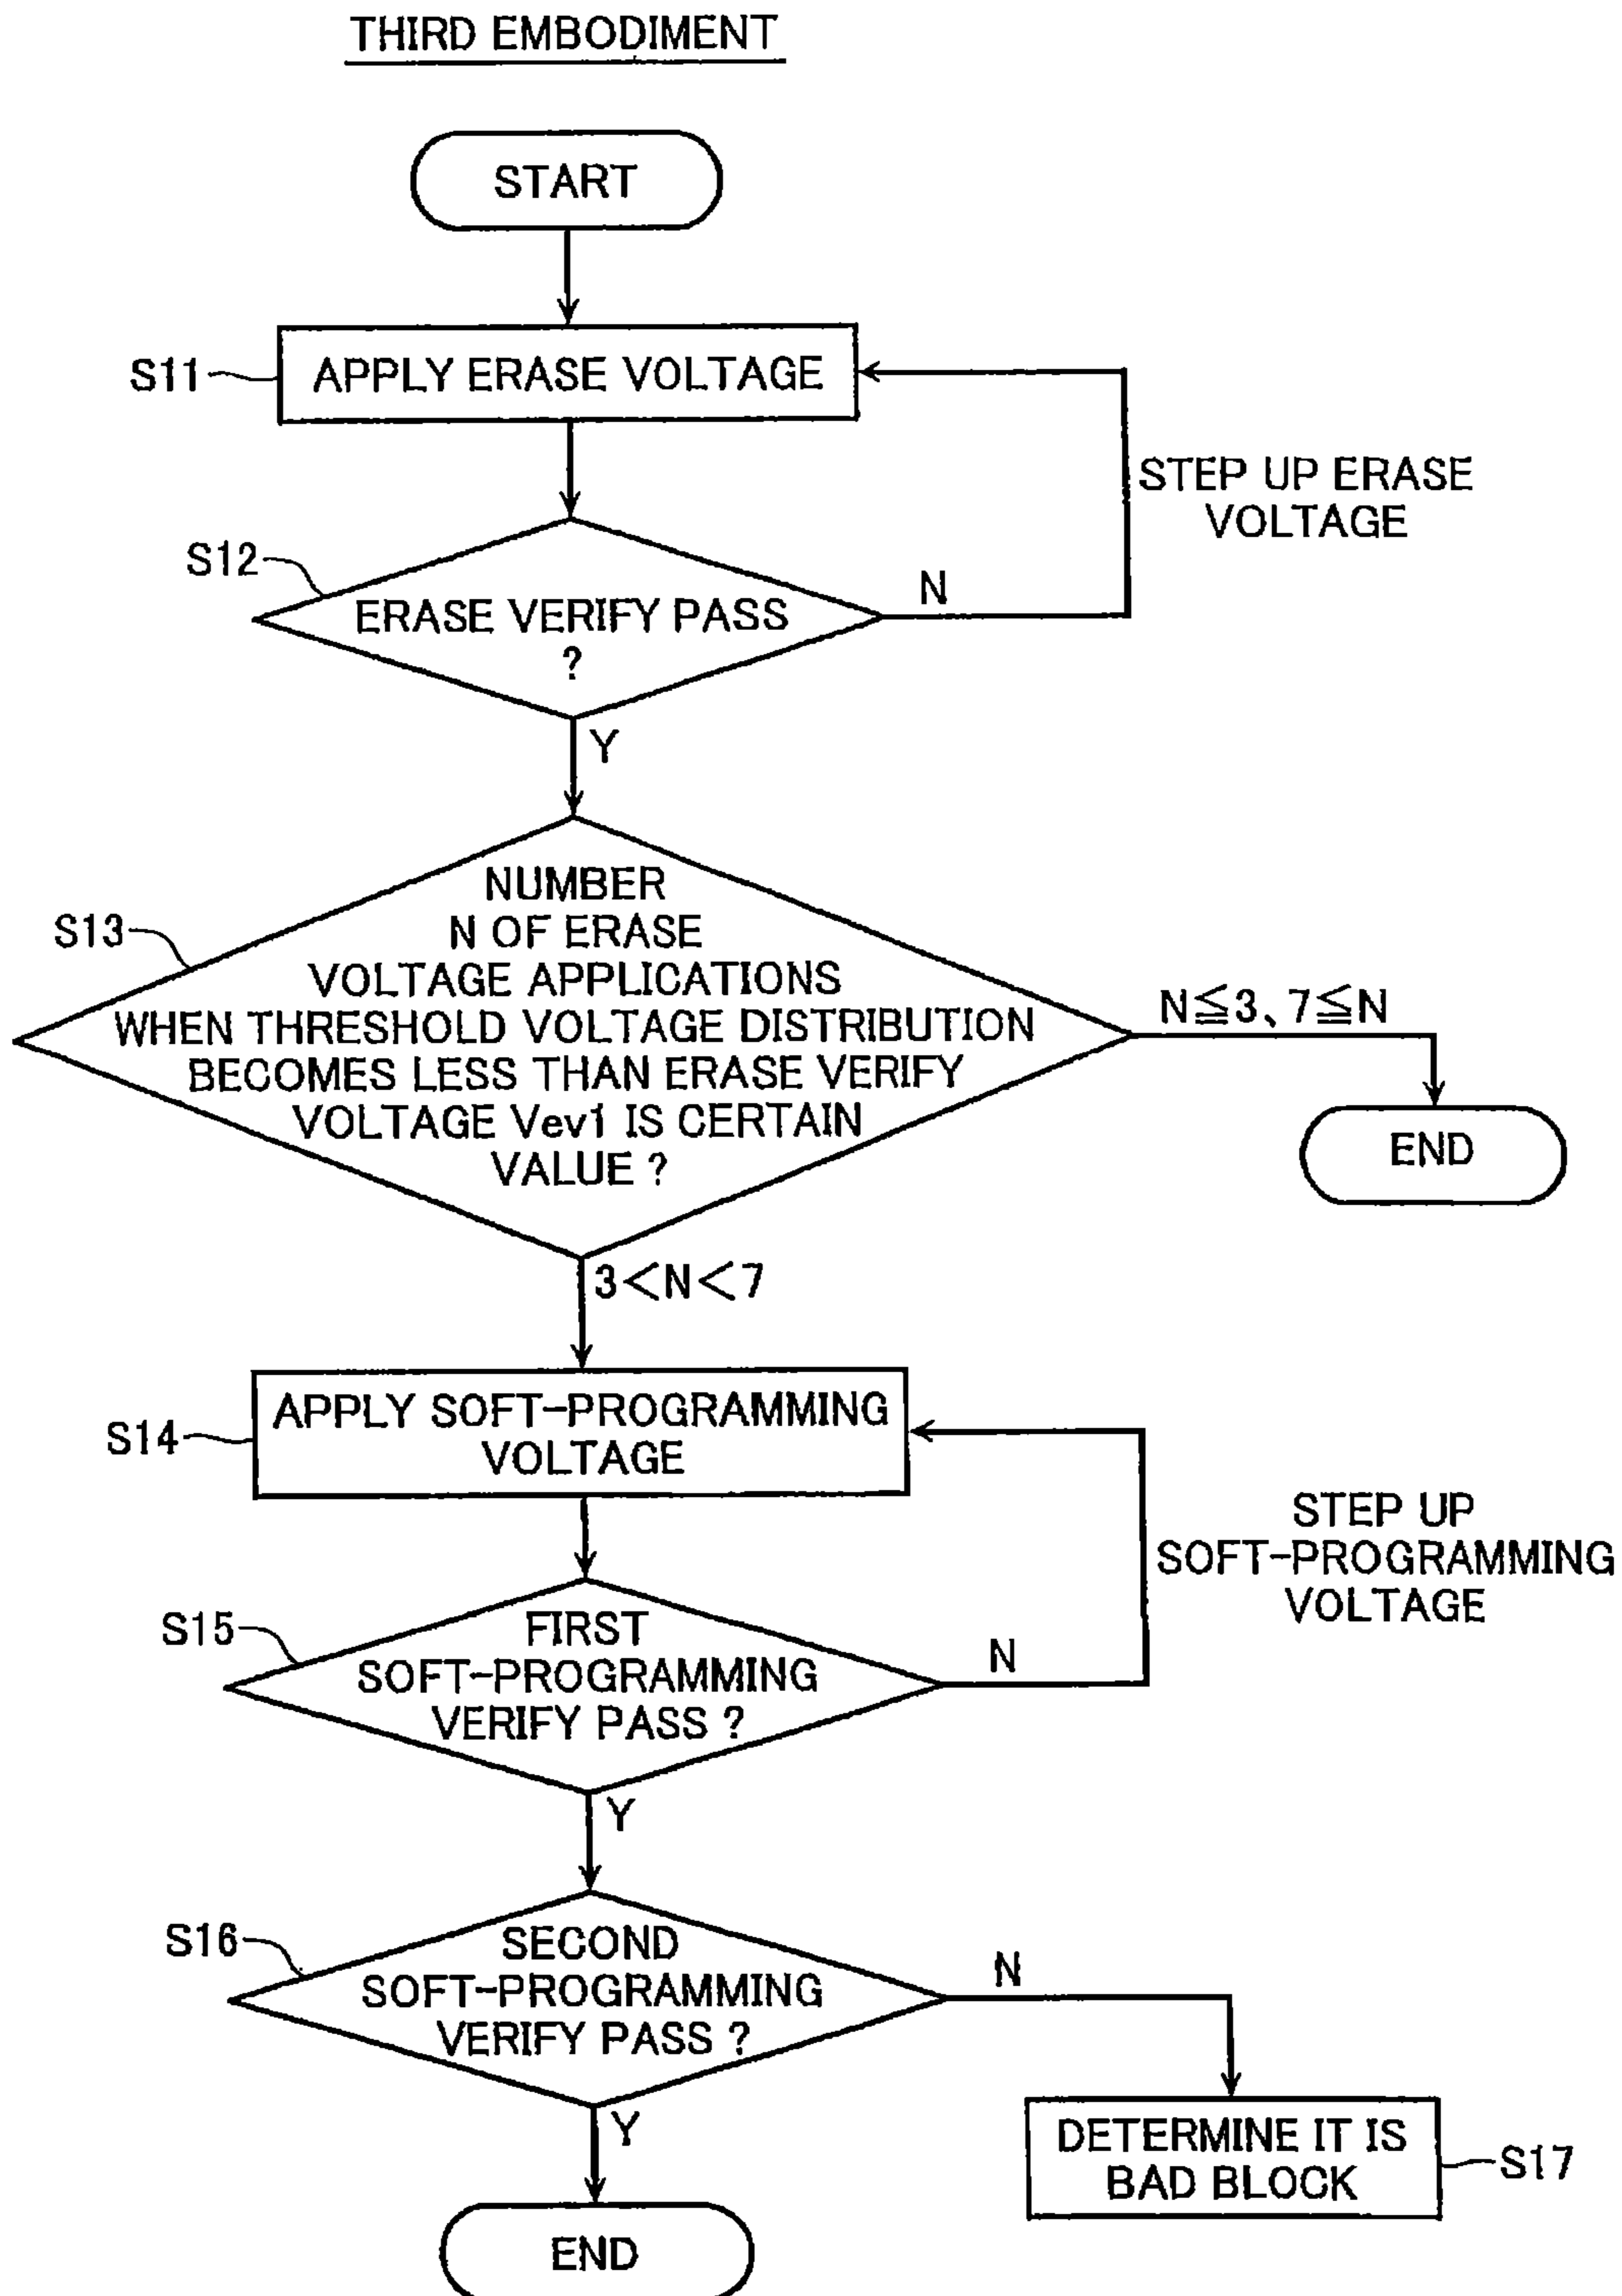 THIRD EMBODIMENT
START
S11
APPLY ERASE VOLTAGE
STEP UP ERASE
VOLTAGE
S12
ERASE VERIFY PASS
?
N
Y
S13
NUMBER
N OF ERASE
VOLTAGE APPLICATIONS
WHEN THRESHOLD VOLTAGE DISTRIBUTION
BECOMES LESS THAN ERASE VERIFY
VOLTAGE Vev1 IS CERTAIN
VALUE ?
N≦3、7≦N
END
3<N<7
S14
APPLY SOFT-PROGRAMMING
VOLTAGE
STEP UP
SOFT-PROGRAMMING
VOLTAGE
S15
FIRST
SOFT-PROGRAMMING
VERIFY PASS ?
N
Y
S16
SECOND
SOFT-PROGRAMMING
VERIFY PASS ?
N
Y
DETERMINE IT IS
BAD BLOCK
S17
END